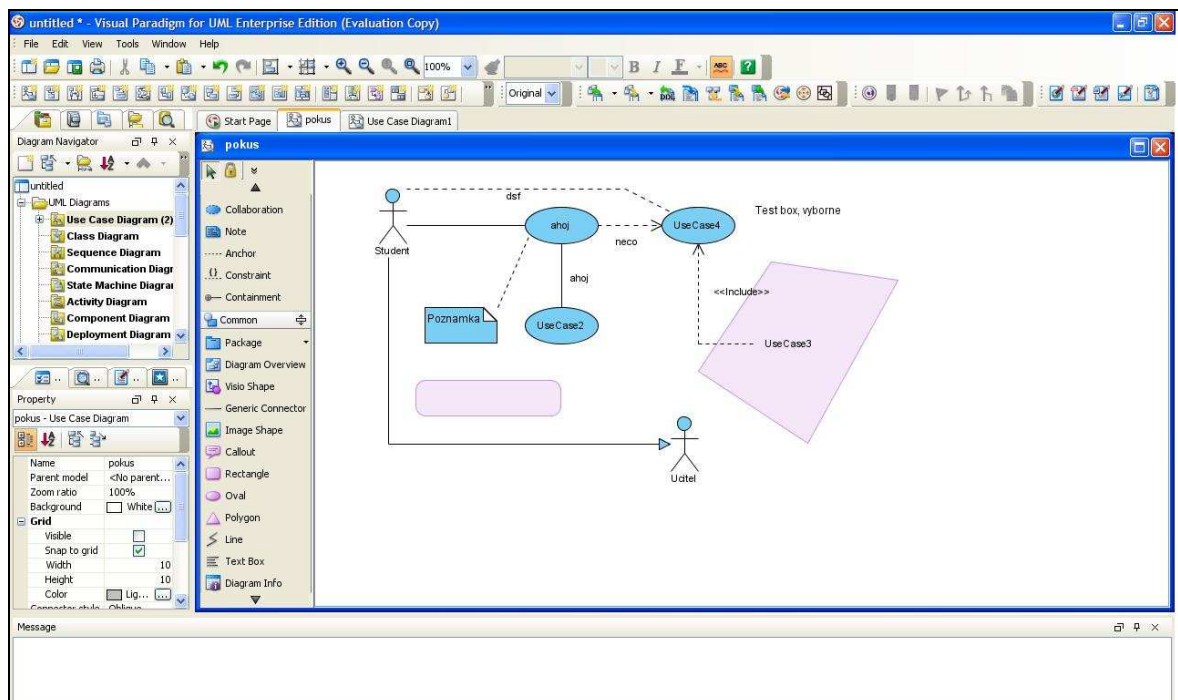 untitled * - Visual Paradigm for UML Enterprise Edition (Evaluation Copy)
File Edit View Tools Window Help
100%
B I F
ABC
Original
Start Page
pokus
Use Case Diagram1
Diagram Navigator
untitled
UML Diagrams
Use Case Diagram (2)
Class Diagram
Sequence Diagram
Communication Diagr
State Machine Diagra
Activity Diagram
Component Diagram
Deployment Diagram
Property
pokus - Use Case Diagram
Name pokus
Parent model <No parent...
Zoom ratio 100%
Background White ...
Grid
Visible
Snap to grid
Width 10
Height 10
Color Lig... ...
Connector style Oblique
pokus
Collaboration
Note
Anchor
Constraint
Containment
Common
Package
Diagram Overview
Visio Shape
Generic Connector
Image Shape
Callout
Rectangle
Oval
Polygon
Line
Text Box
Diagram Info
dsf
Student
ahoj
neco
UseCase4
Test box, vyborne
ahoj
<<Include>>
Poznamka
UseCase2
UseCase3
Ucitel
Message